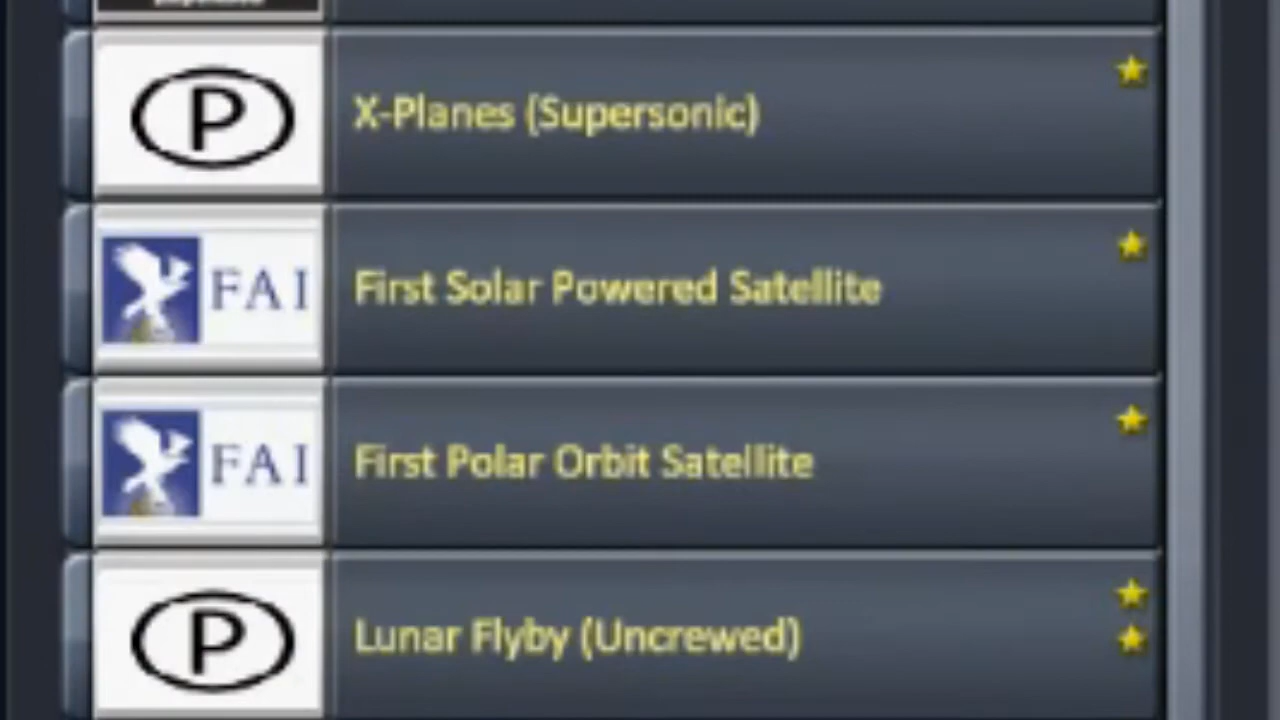 P
X-Planes (Supersonic)
FAI
First Solar Powered Satellite
FAI
First Polar Orbit Satellite
P
Lunar Flyby (Uncrewed)